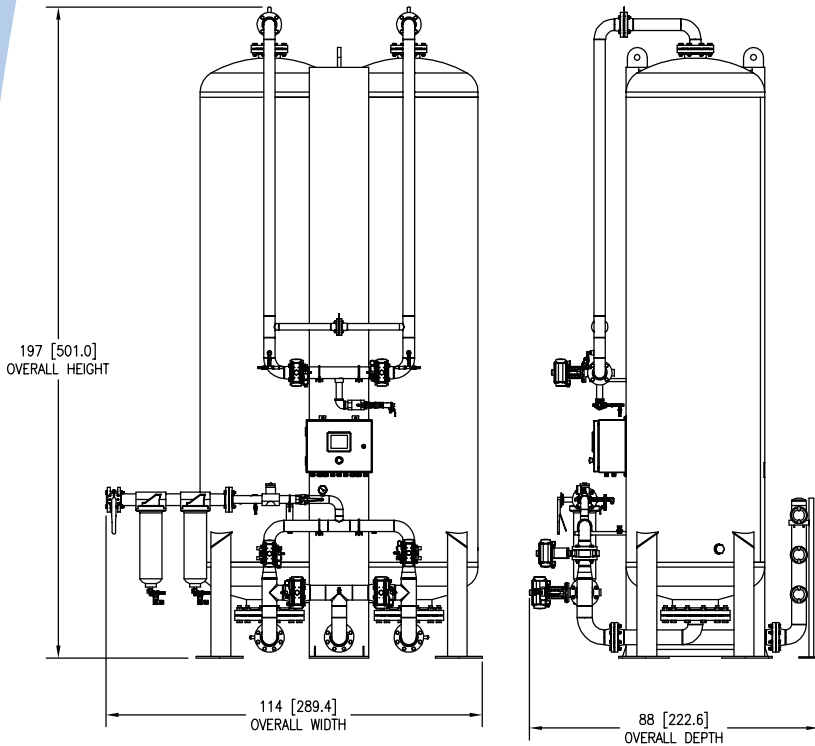 197 [501.0]
OVERALL HEIGHT
114 [289.4]
OVERALL WIDTH
88 [222.6]
OVERALL DEPTH